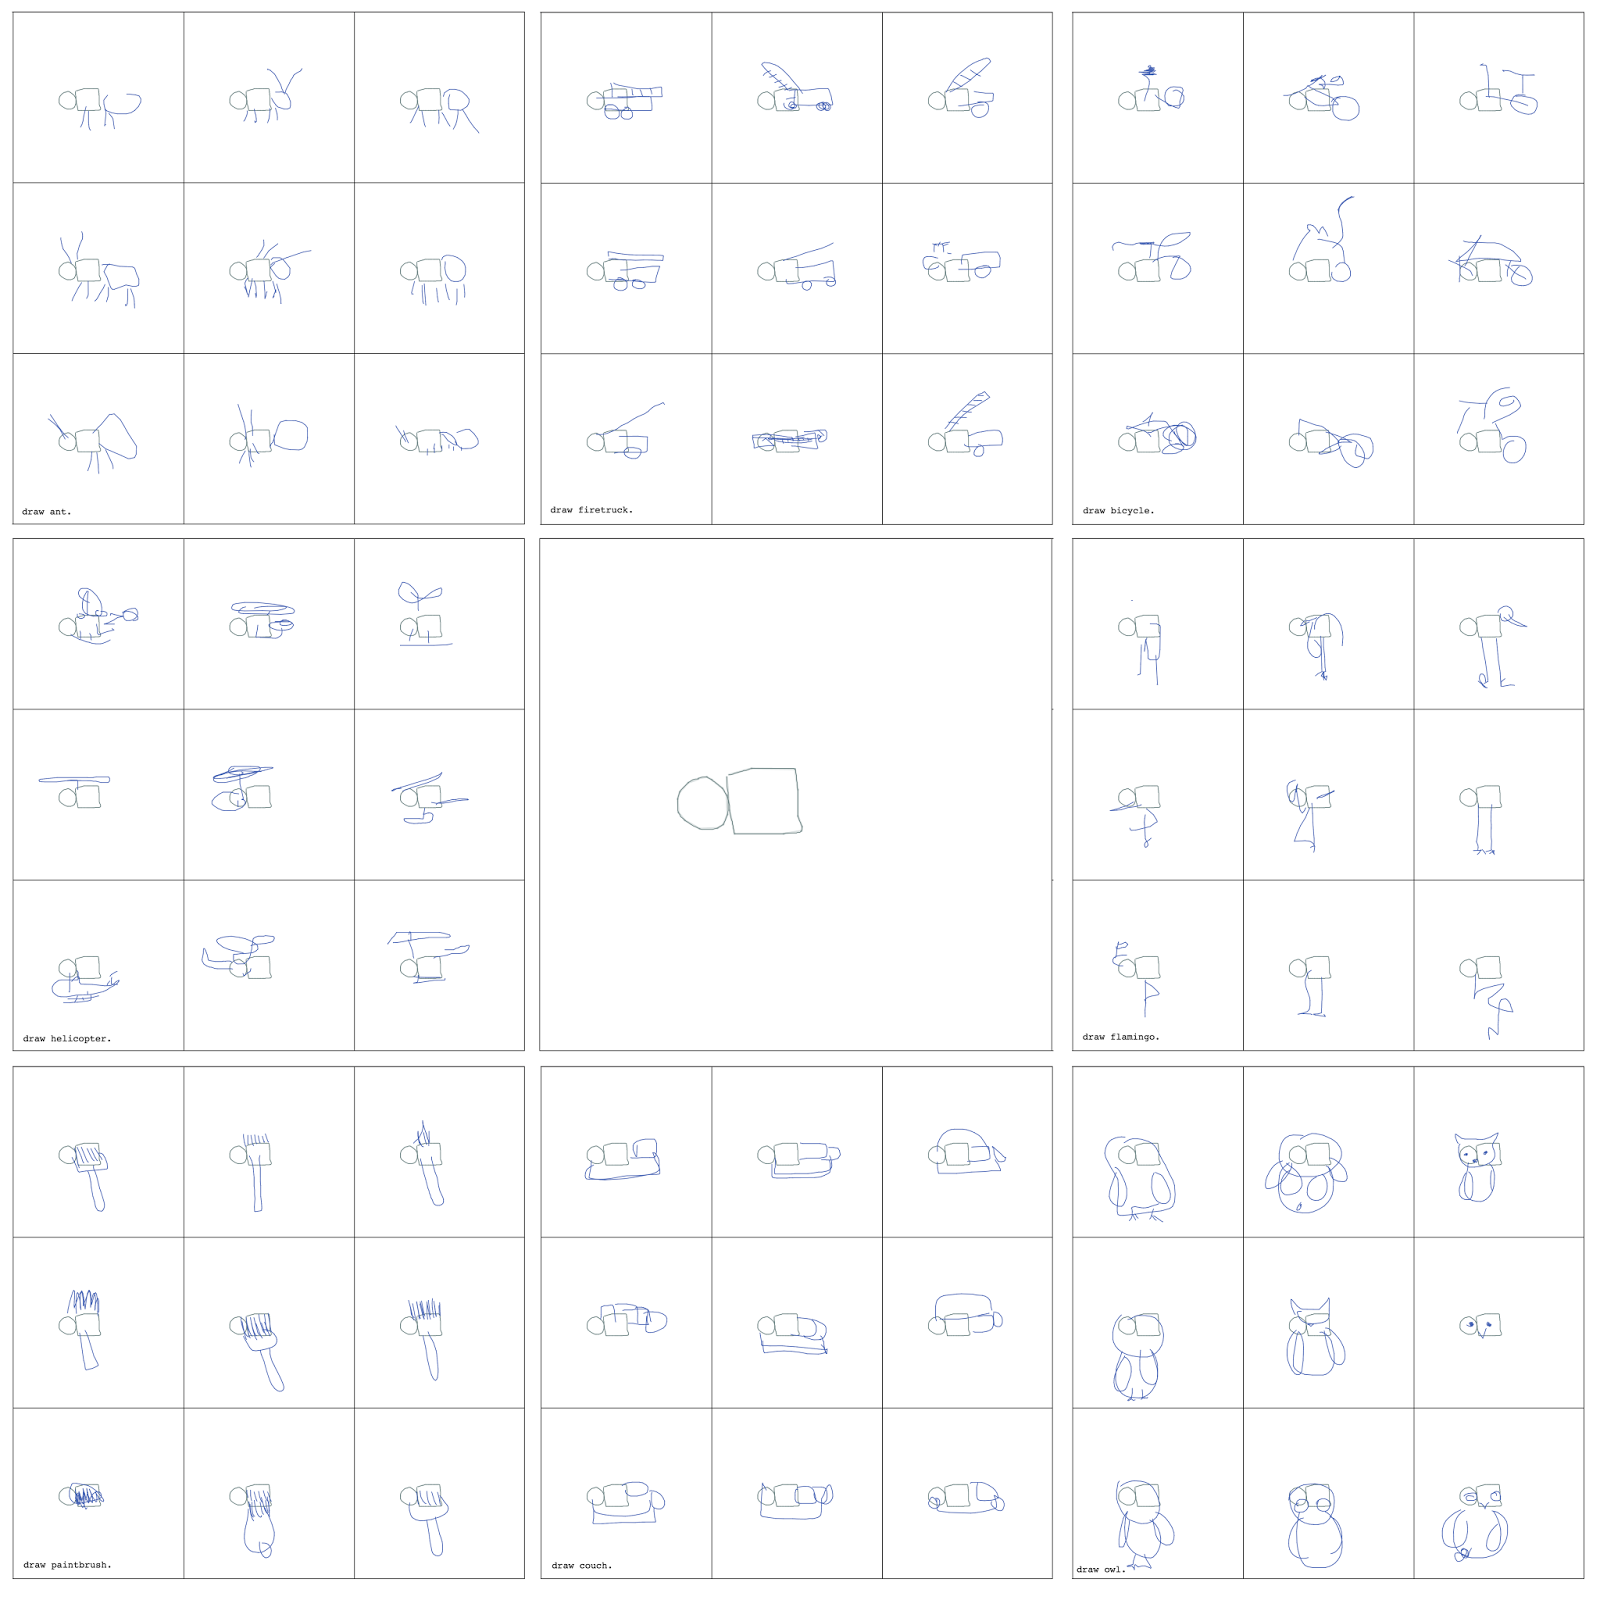 draw ant.
draw firetruck.
draw bicycle.
draw helicopter.
draw flamingo.
draw paintbrush.
draw couch.
draw owl.